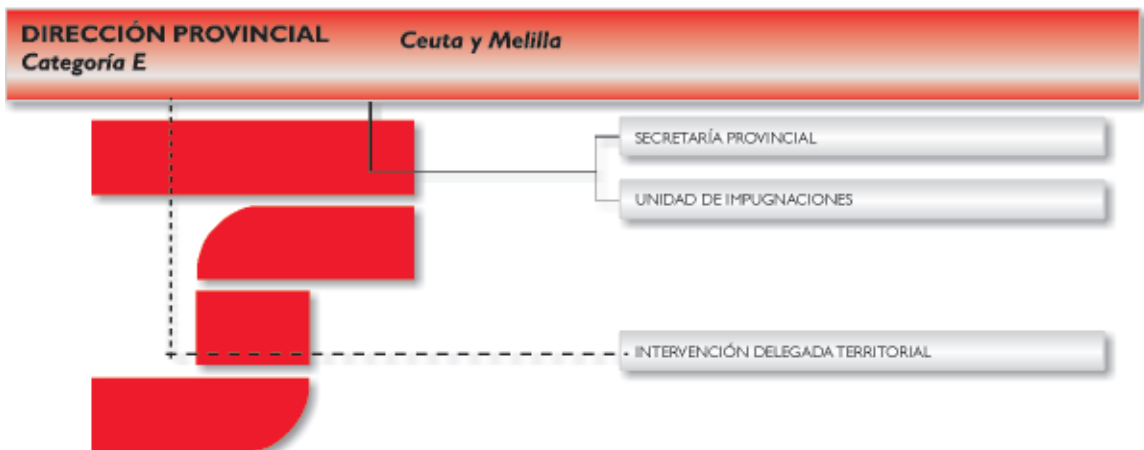 DIRECCIÓN PROVINCIAL
Categoría E
Ceuta y Melilla
SECRETARÍA PROVINCIAL
UNIDAD DE IMPUGNACIONES
INTERVENCIÓN DELEGADA TERRITORIAL